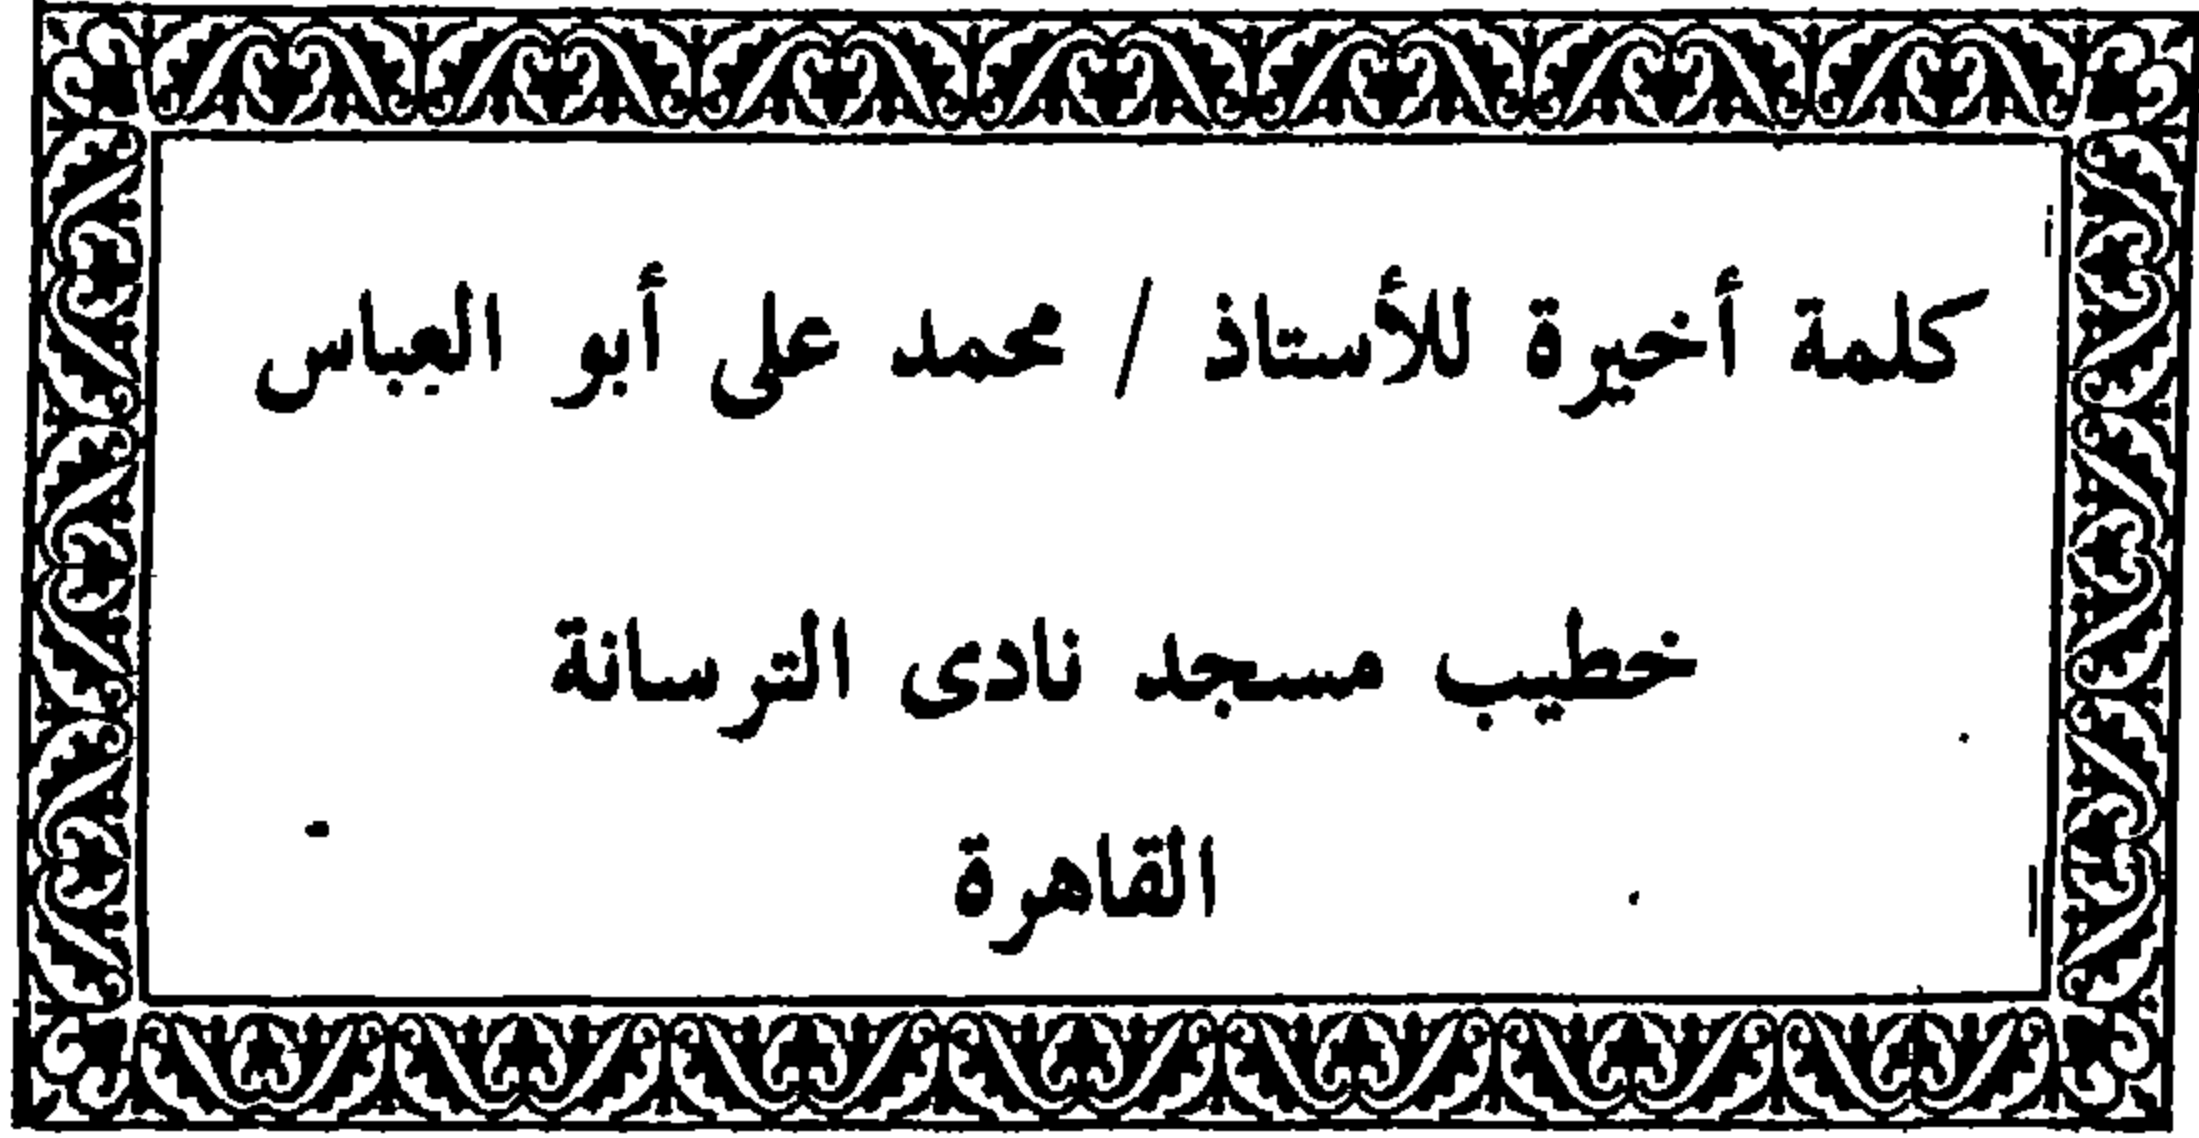 كلمة أخيرة للأستاذ / محمد على أبو العباس
خطيب مسجد نادى الترسانة
القاهرة